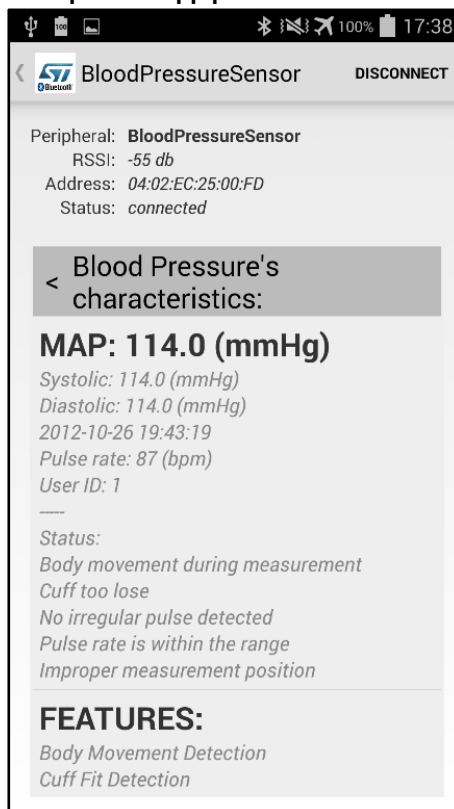 100
100%
17:38
ST
Bluetooth
BloodPressureSensor
DISCONNECT
Peripheral: BloodPressureSensor
RSSI: -55 db
Address: 04:02:EC:25:00:FD
Status: connected
< Blood Pressure's
characteristics:
MAP: 114.0 (mmHg)
Systolic: 114.0 (mmHg)
Diastolic: 114.0 (mmHg)
2012-10-26 19:43:19
Pulse rate: 87 (bpm)
User ID: 1
-----
Status:
Body movement during measurement
Cuff too lose
No irregular pulse detected
Pulse rate is within the range
Improper measurement position
FEATURES:
Body Movement Detection
Cuff Fit Detection